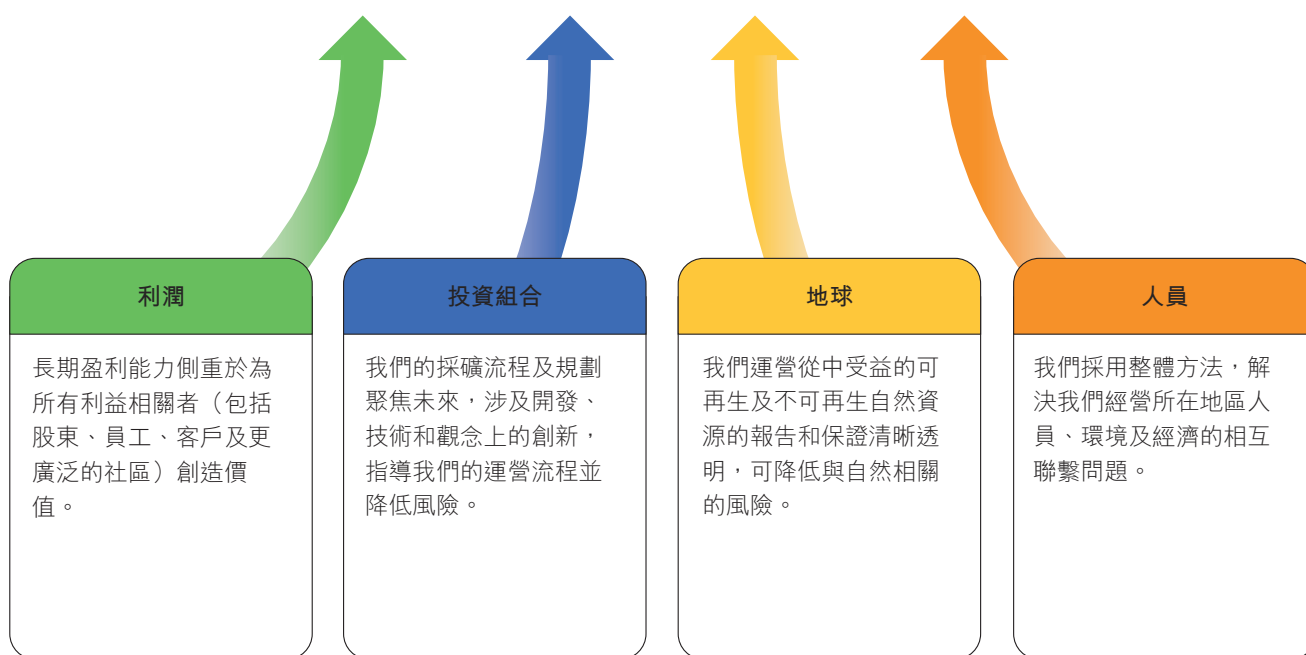 利潤
長期盈利能力側重於為
所有利益相關者（包括
股東、員工、客戶及更
廣泛的社區）創造價
值。
投資組合
我們的採礦流程及規劃
聚焦未來，涉及開發、
技術和觀念上的創新，
指導我們的運營流程並
降低風險。
地球
我們運營從中受益的可
再生及不可再生自然資
源的報告和保證清晰透
明，可降低與自然相關
的風險。
人員
我們採用整體方法，解
決我們經營所在地區人
員、環境及經濟的相互
聯繫問題。